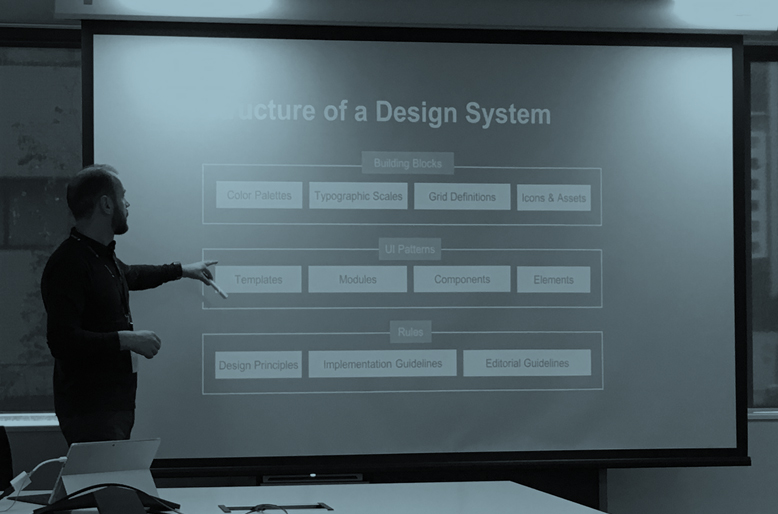 ucture of a Design System
Building Blocks
Color Palettes Typographic Scales Grid Definitions Icons & Assets
UI Patterns
Templates Modules Components Elements
Rules
Design Principles Implementation Guidelines Editorial Guidelines